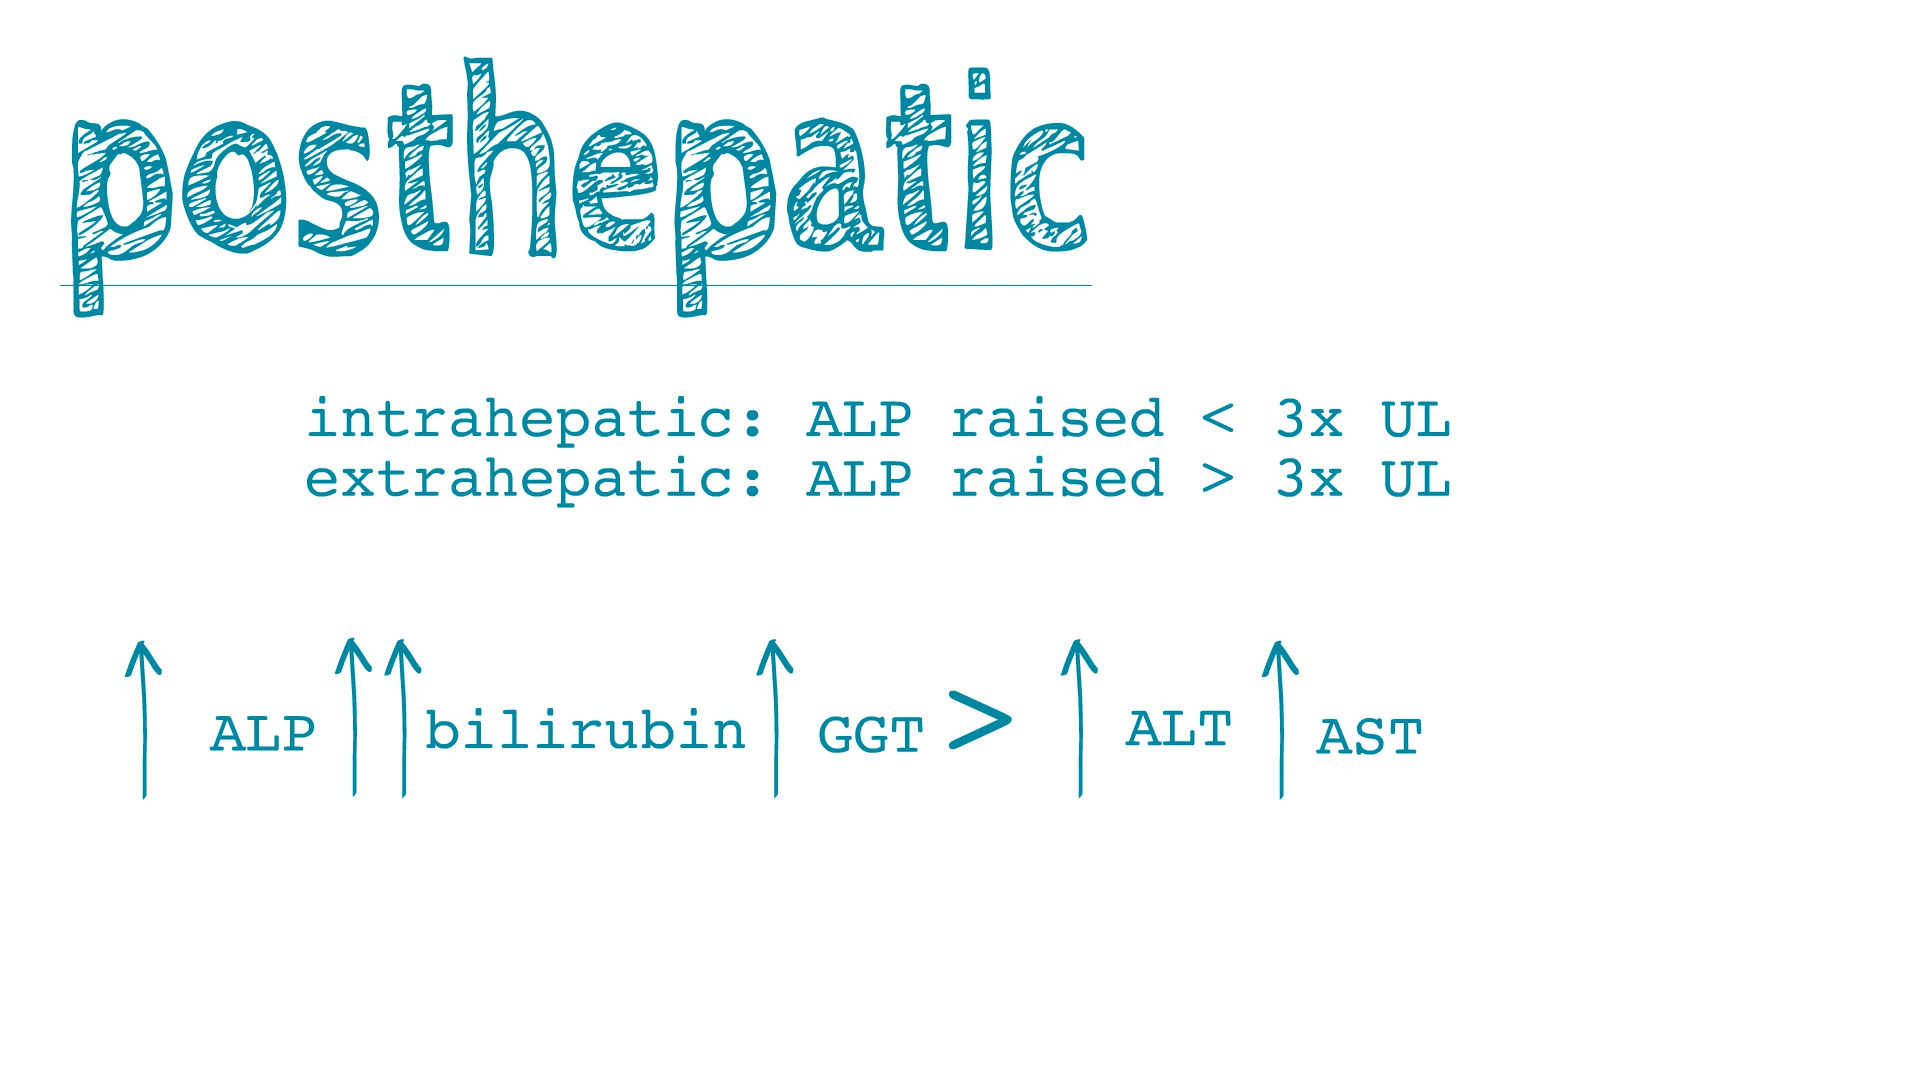 posthepatic
intrahepatic: ALP raised < 3x UL
extrahepatic: ALP raised > 3x UL
↑ ALP ↑↑ bilirubin ↑ GGT > ↑ ALT ↑ AST